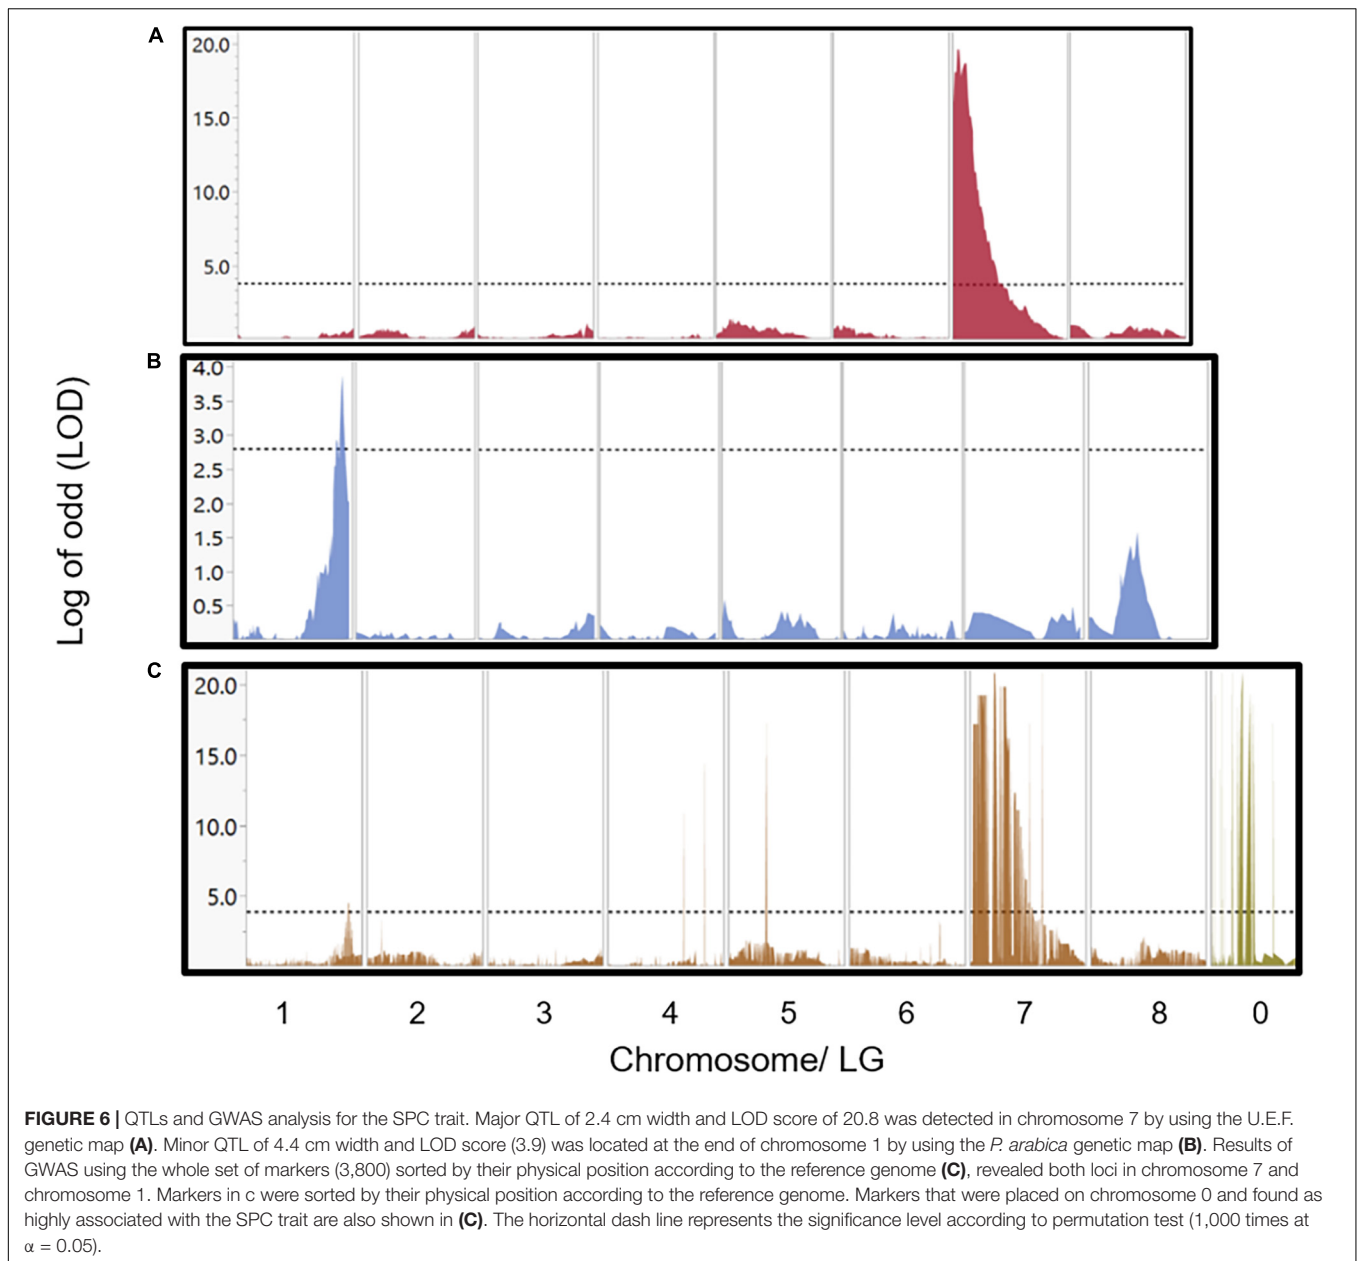 A
20.0
15.0
10.0
5.0
B
4.0
3.5
3.0
2.5
2.0
1.5
1.0
0.5
Log of odd (LOD)
C
20.0
15.0
10.0
5.0
1 2 3 4 5 6 7 8 0
Chromosome/ LG
FIGURE 6 | QTLs and GWAS analysis for the SPC trait. Major QTL of 2.4 cm width and LOD score of 20.8 was detected in chromosome 7 by using the U.E.F.
genetic map (A). Minor QTL of 4.4 cm width and LOD score (3.9) was located at the end of chromosome 1 by using the P. arabica genetic map (B). Results of
GWAS using the whole set of markers (3,800) sorted by their physical position according to the reference genome (C), revealed both loci in chromosome 7 and
chromosome 1. Markers in c were sorted by their physical position according to the reference genome. Markers that were placed on chromosome 0 and found as
highly associated with the SPC trait are also shown in (C). The horizontal dash line represents the significance level according to permutation test (1,000 times at
α = 0.05).